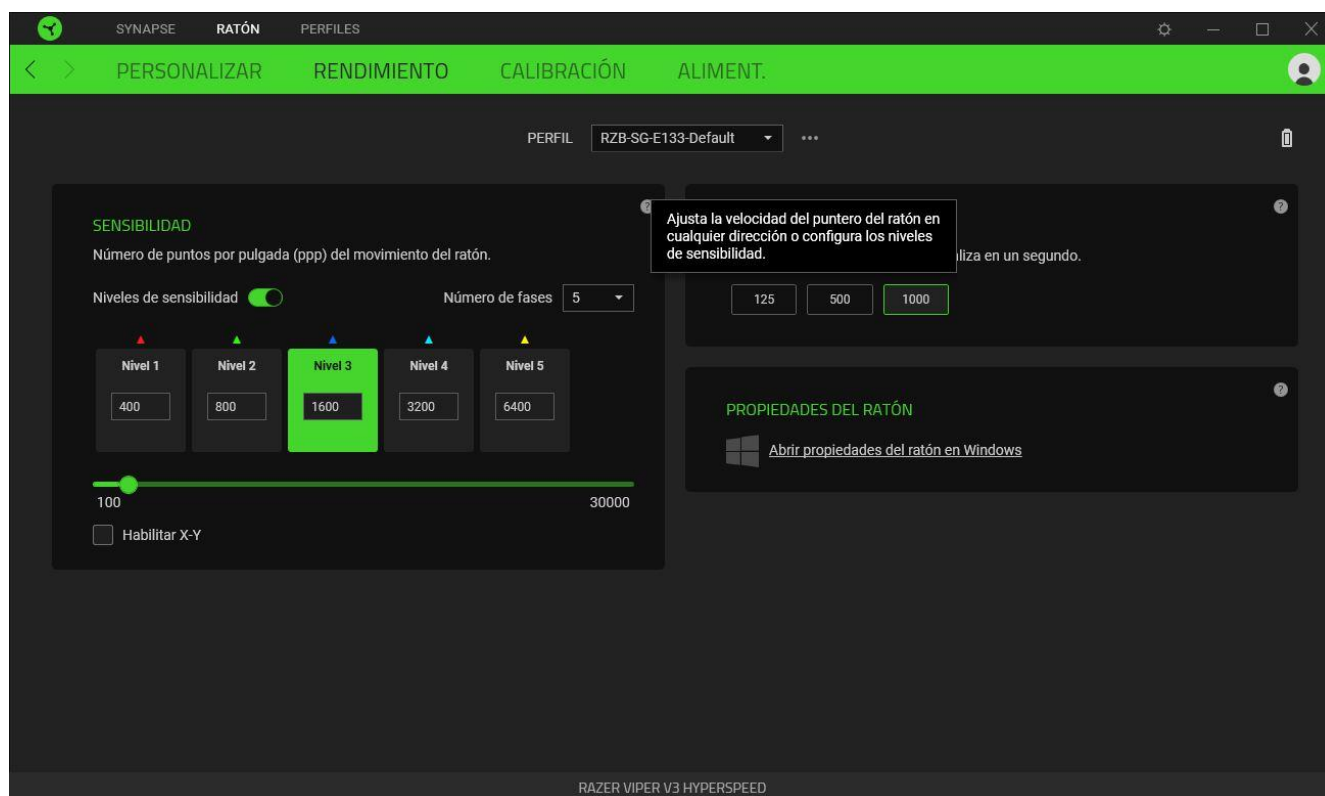 SYNAPSE RATÓN PERFILES
PERSONALIZAR RENDIMIENTO CALIBRACIÓN ALIMENT.
PERFIL RZB-SG-E133-Default
SENSIBILIDAD
Número de puntos por pulgada (ppp) del movimiento del ratón.
Niveles de sensibilidad Número de fases 5
Nivel 1 Nivel 2 Nivel 3 Nivel 4 Nivel 5
400 800 1600 3200 6400
100 30000
Habilitar X-Y
Ajusta la velocidad del puntero del ratón en
cualquier dirección o configura los niveles
de sensibilidad.
en un segundo.
125 500 1000
PROPIEDADES DEL RATÓN
Abrir propiedades del ratón en Windows
RAZER VIPER V3 HYPERSPEED